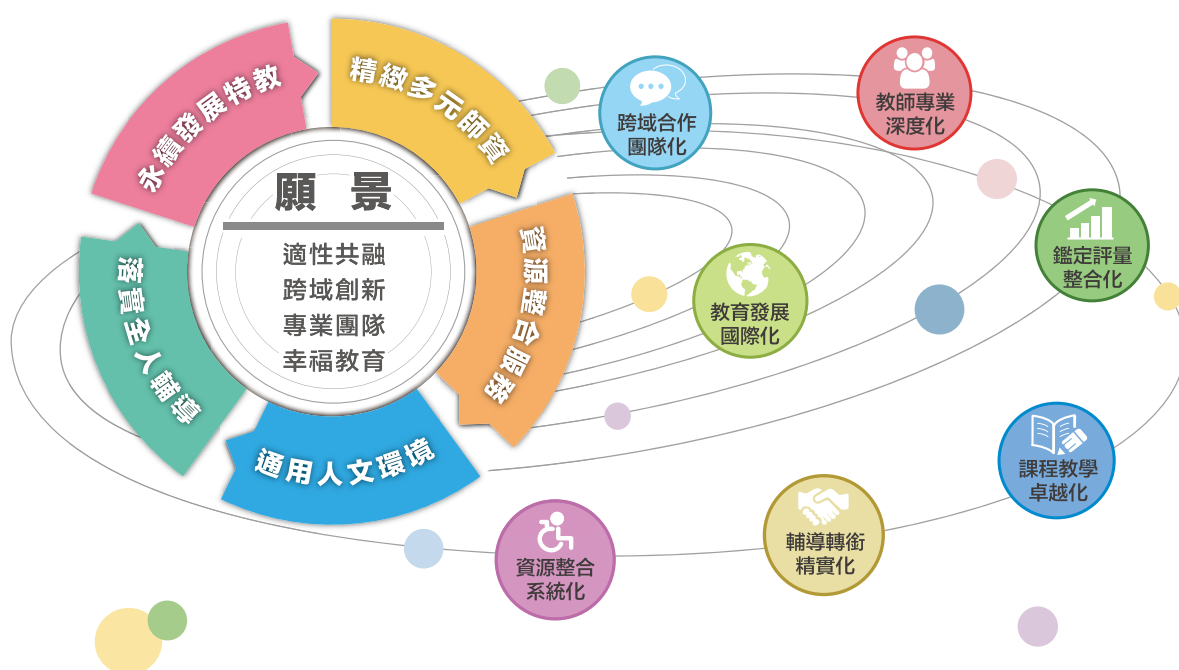 永續發展特教
精緻多元師資
資源整合服務
通用人文環境
落實全人輔導
願景
適性共融
跨域創新
專業團隊
幸福教育
跨域合作
團隊化
教師專業
深度化
鑑定評量
整合化
教育發展
國際化
課程教學
卓越化
輔導轉銜
精實化
資源整合
系統化